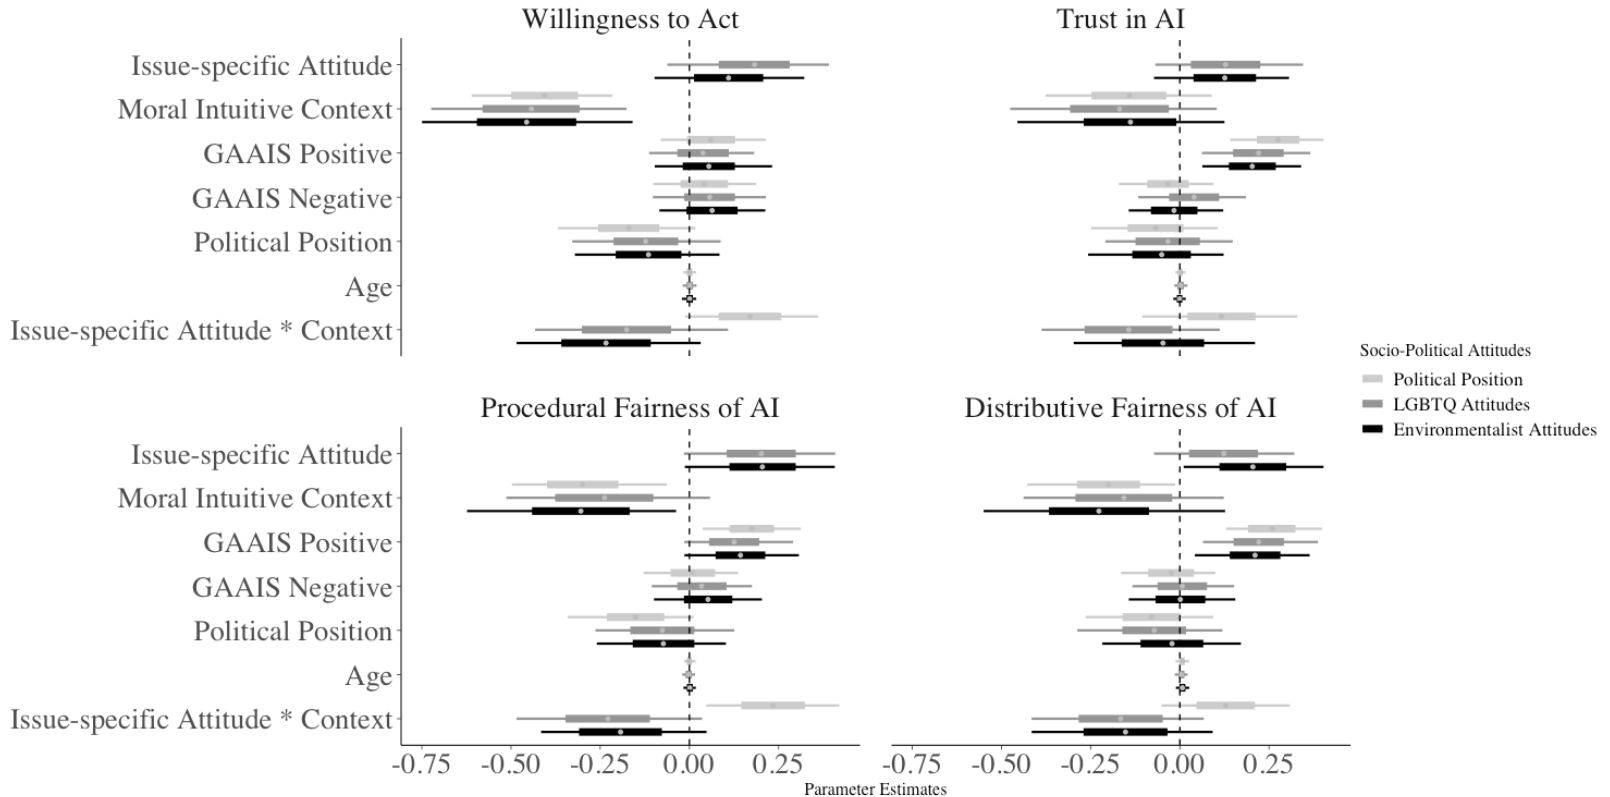 Willingness to Act
Trust in AI
Issue-specific Attitude
Moral Intuitive Context
GAAIS Positive
GAAIS Negative
Political Position
Age
Issue-specific Attitude * Context
Procedural Fairness of AI
Distributive Fairness of AI
Issue-specific Attitude
Moral Intuitive Context
GAAIS Positive
GAAIS Negative
Political Position
Age
Issue-specific Attitude * Context
-0.75 -0.50 -0.25 0.00 0.25
-0.75 -0.50 -0.25 0.00 0.25
Parameter Estimates
Socio-Political Attitudes
Political Position
LGBTQ Attitudes
Environmentalist Attitudes